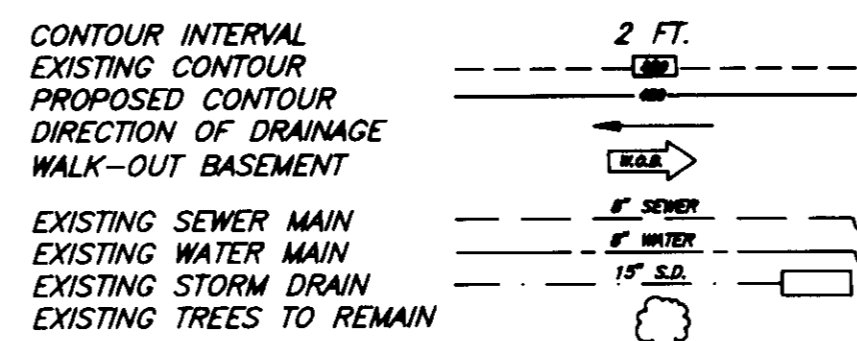 CONTOUR INTERVAL 2 FT.
EXISTING CONTOUR
PROPOSED CONTOUR
DIRECTION OF DRAINAGE
WALK-OUT BASEMENT W.O.B.
EXISTING SEWER MAIN 8" SEWER
EXISTING WATER MAIN 8" WATER
EXISTING STORM DRAIN 15" S.D.
EXISTING TREES TO REMAIN